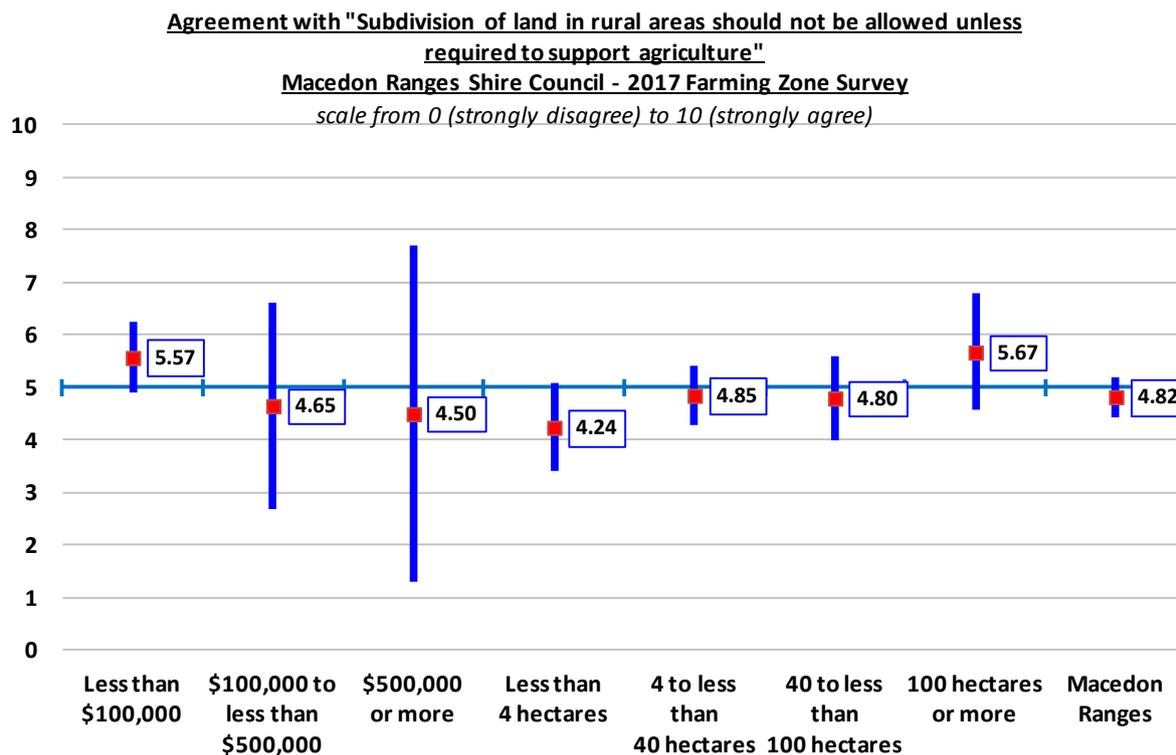 Agreement with "Subdivision of land in rural areas should not be allowed unless
required to support agriculture"
Macedon Ranges Shire Council - 2017 Farming Zone Survey
scale from 0 (strongly disagree) to 10 (strongly agree)
10
9
8
7
6
5
4
3
2
1
0
5.57
4.65
4.50
4.24
4.85
4.80
5.67
4.82
Less than
$100,000
$100,000 to
less than
$500,000
$500,000
or more
Less than
4 hectares
4 to less
than
40 hectares
40 to less
than
100 hectares
100 hectares
or more
Macedon
Ranges